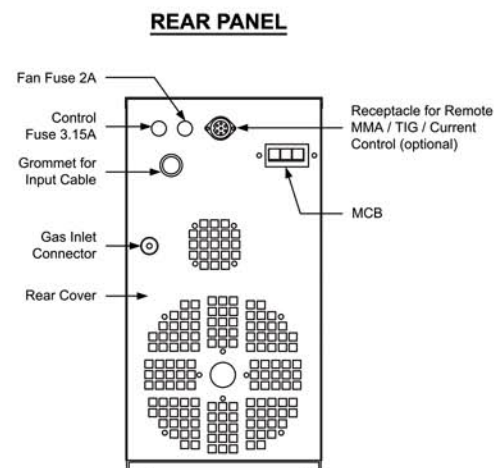 REAR PANEL
Fan Fuse 2A
Control
Fuse 3.15A
Grommet for
Input Cable
Gas Inlet
Connector
Rear Cover
Receptacle for Remote
MMA / TIG / Current
Control (optional)
MCB